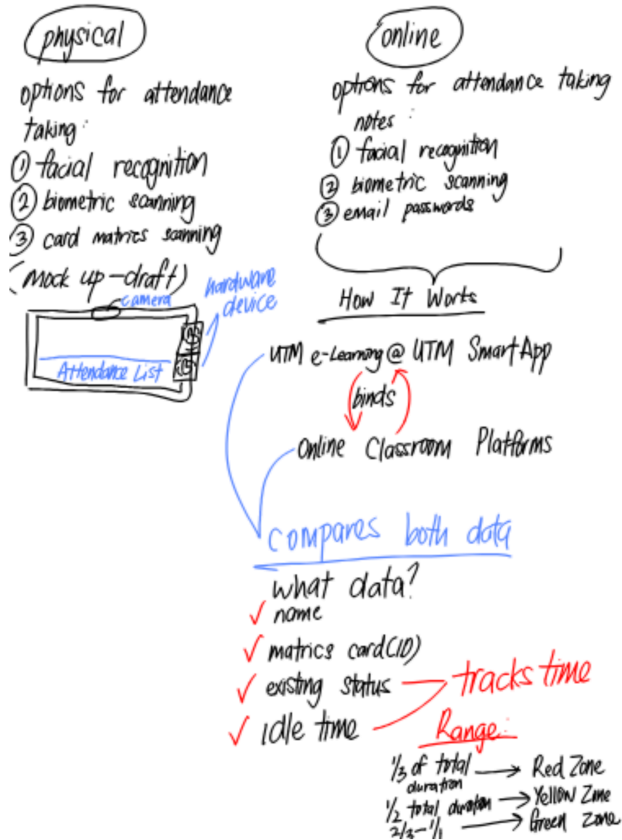 physical
options for attendance
taking:
① facial recognition
② biometric scanning
③ card matrics scanning
(mock up-draft)
camera
hardware
device
Attendance List
online
options for attendance taking
notes:
① facial recognition
② biometric scanning
③ email passwords
How It Works
UTM e-Learning @ UTM SmartApp
binds
Online Classroom Platforms
compares both data
what data?
✓ name
✓ matrics card(ID)
✓ existing status
✓ idle time
tracks time
Range:
1/3 of total
duration → Red Zone
1/2 total duration → Yellow Zone
2/3-1/1 → Green Zone